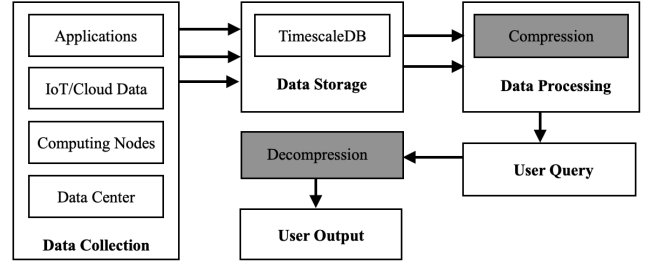 Applications
IoT/Cloud Data
Computing Nodes
Data Center
Data Collection
TimescaleDB
Data Storage
Compression
Data Processing
User Query
Decompression
User Output